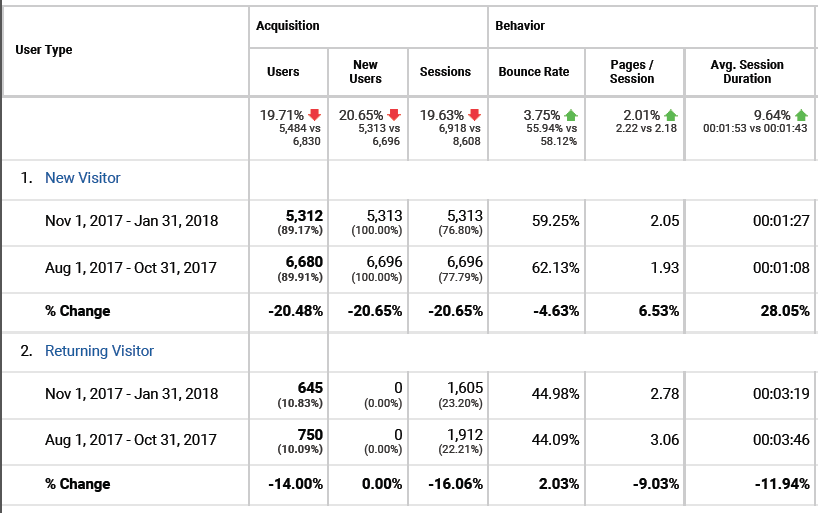 User Type
Acquisition
Behavior
Users
New
Users
Sessions
Bounce Rate
Pages /
Session
Avg. Session
Duration
19.71%
5,484 vs
6,830
20.65%
5,313 vs
6,696
19.63%
6,918 vs
8,608
3.75%
55.94% vs
58.12%
2.01%
2.22 vs 2.18
9.64%
00:01:53 vs 00:01:43
1. New Visitor
Nov 1, 2017 - Jan 31, 2018
5,312
(89.17%)
5,313
(100.00%)
5,313
(76.80%)
59.25%
2.05
00:01:27
Aug 1, 2017 - Oct 31, 2017
6,680
(89.91%)
6,696
(100.00%)
6,696
(77.79%)
62.13%
1.93
00:01:08
% Change
-20.48%
-20.65%
-20.65%
-4.63%
6.53%
28.05%
2. Returning Visitor
Nov 1, 2017 - Jan 31, 2018
645
(10.83%)
0
(0.00%)
1,605
(23.20%)
44.98%
2.78
00:03:19
Aug 1, 2017 - Oct 31, 2017
750
(10.09%)
0
(0.00%)
1,912
(22.21%)
44.09%
3.06
00:03:46
% Change
-14.00%
0.00%
-16.06%
2.03%
-9.03%
-11.94%